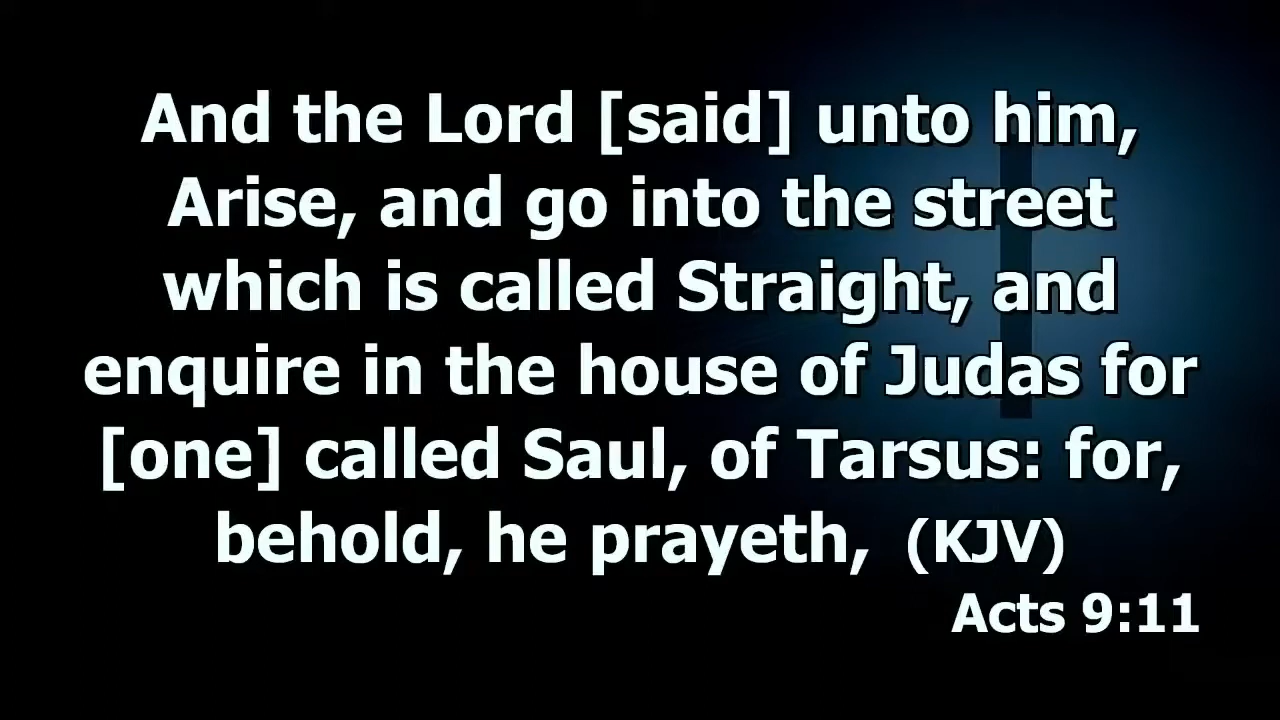 And the Lord [said] unto him,
Arise, and go into the street
which is called Straight, and
enquire in the house of Judas for
[one] called Saul, of Tarsus: for,
behold, he prayeth, (KJV)
Acts 9:11